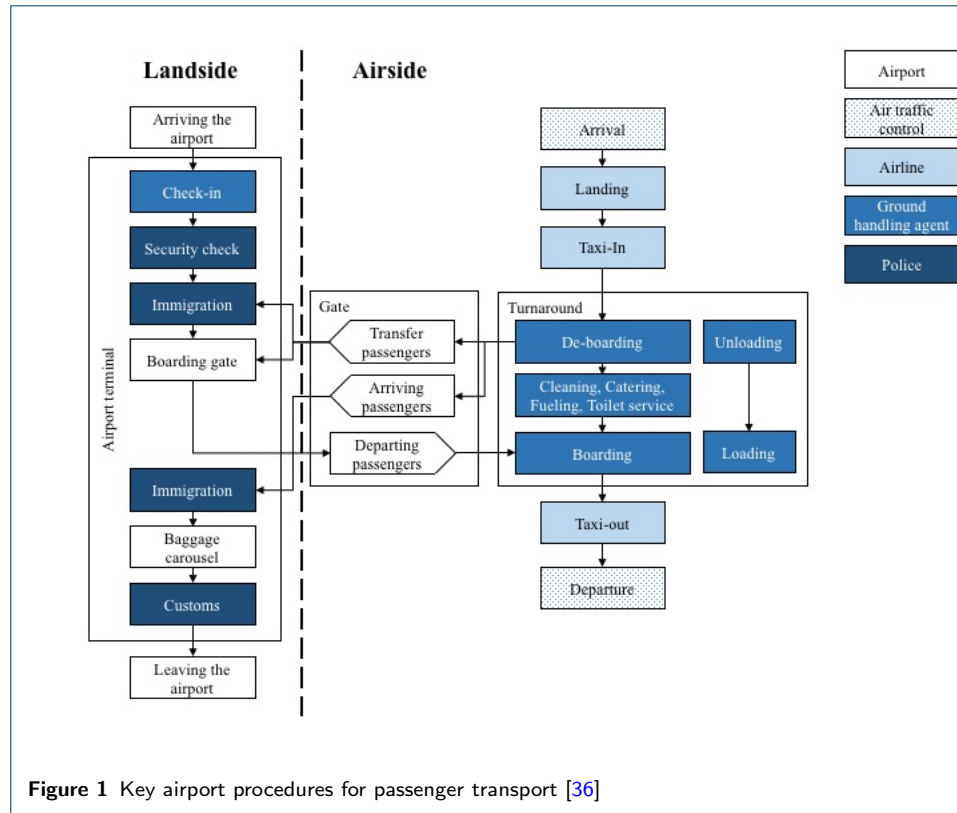 Landside
Airside
Arriving the
airport
Airport terminal
Check-in
Security check
Immigration
Boarding gate
Immigration
Baggage
carousel
Customs
Leaving the
airport
Gate
Transfer
passengers
Arriving
passengers
Departing
passengers
Arrival
Landing
Taxi-In
Turnaround
De-boarding
Cleaning, Catering,
Fueling, Toilet service
Boarding
Unloading
Loading
Taxi-out
Departure
Airport
Air traffic
control
Airline
Ground
handling agent
Police
Figure 1 Key airport procedures for passenger transport [36]